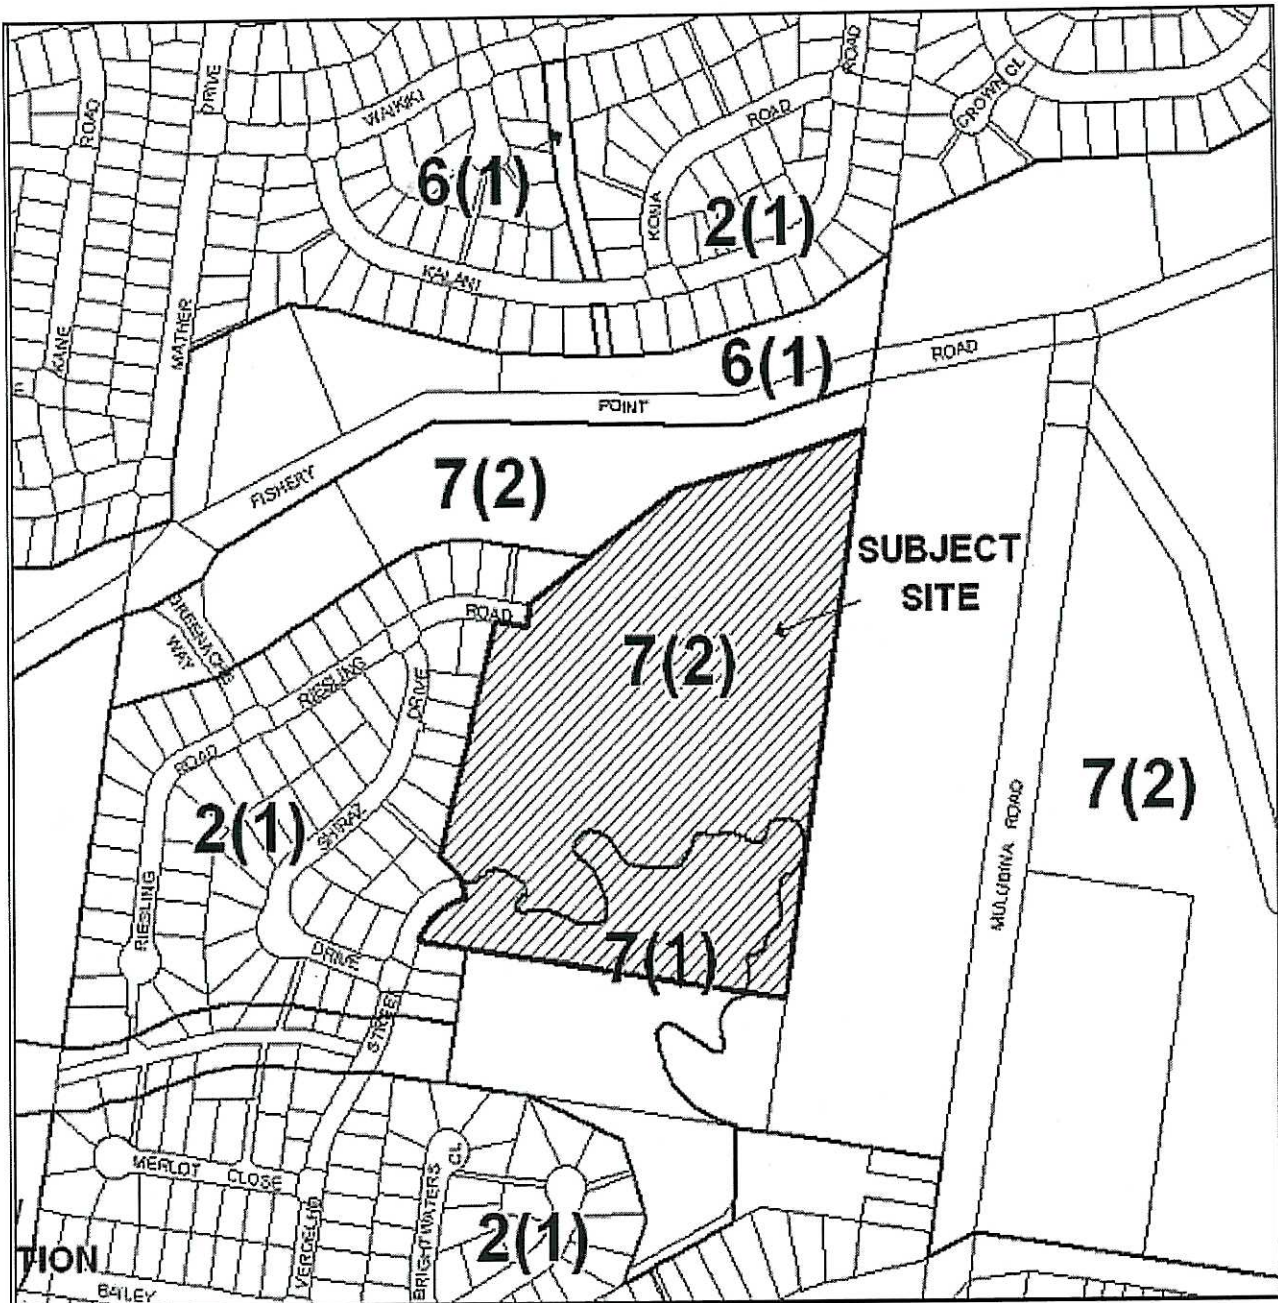 ROAD
DRIVE
WAIKIKI
ROAD
ROAD
CROWN CL
6(1)
KONA
2(1)
KALANI
KANE
MATHER
6(1)
ROAD
POINT
FISHERY
7(2)
SUBJECT
SITE
ROAD
WAY
RIESLING
DRIVE
7(2)
ROAD
7(2)
2(1)
SHIRAZ
MULUBINA ROAD
RIESLING
DRIVE
7(1)
STREET
MERLOT CLOSE
VERDELHO
BRIGHTWATERS CL
2(1)
TION
BAYLEY